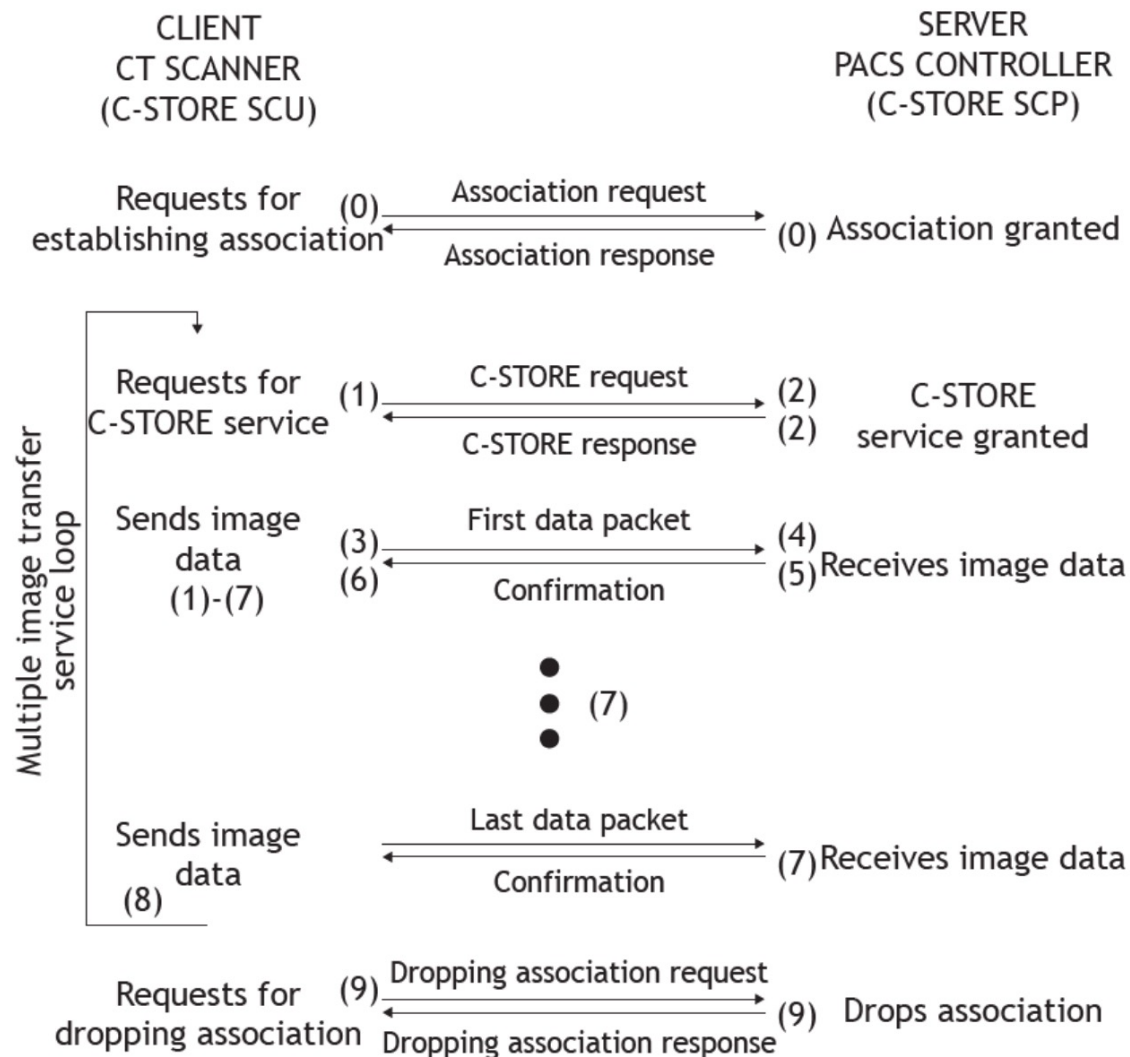 CLIENT
CT SCANNER
(C-STORE SCU)
SERVER
PACS CONTROLLER
(C-STORE SCP)
Requests for
establishing association
(0)
Association request
Association response
(0)
Association granted
Multiple image transfer
service loop
Requests for
C-STORE service
(1)
C-STORE request
C-STORE response
(2)
(2)
C-STORE
service granted
Sends image
data
(1)-(7)
(3)
(6)
First data packet
Confirmation
(4)
(5)
Receives image data
(7)
Sends image
data
(8)
Last data packet
Confirmation
(7)
Receives image data
Requests for
dropping association
(9)
Dropping association request
Dropping association response
(9)
Drops association